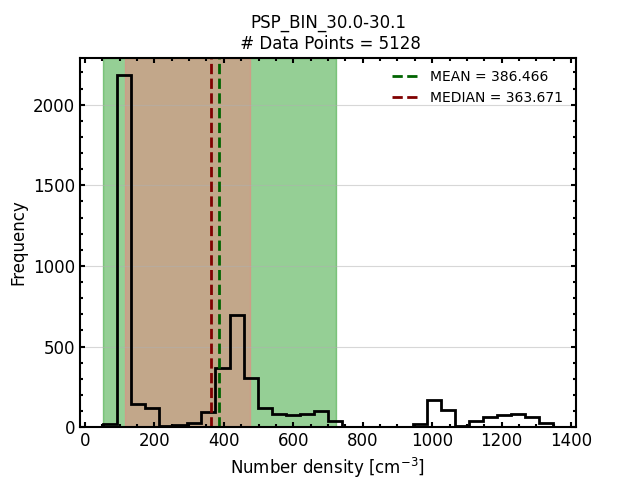 PSP_BIN_30.0-30.1
# Data Points = 5128
MEAN = 386.466
MEDIAN = 363.671
2000
1500
1000
500
0
Frequency
0 200 400 600 800 1000 1200 1400
Number density [cm⁻³]